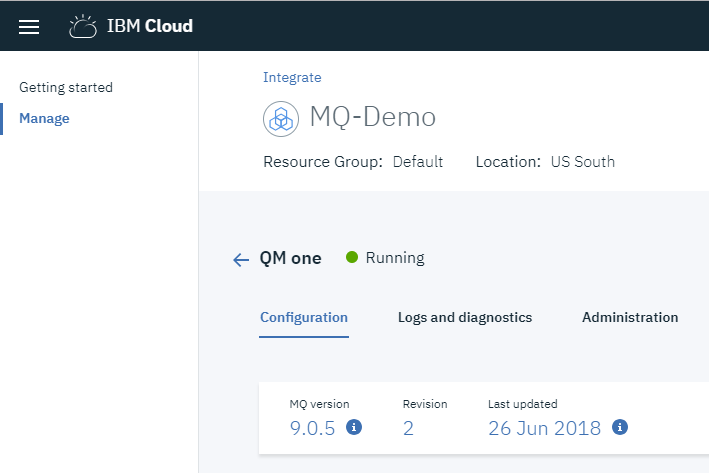 IBM Cloud
Getting started
Manage
Integrate
MQ-Demo
Resource Group: Default Location: US South
QM one Running
Configuration Logs and diagnostics Administration
MQ version Revision Last updated
9.0.5 2 26 Jun 2018